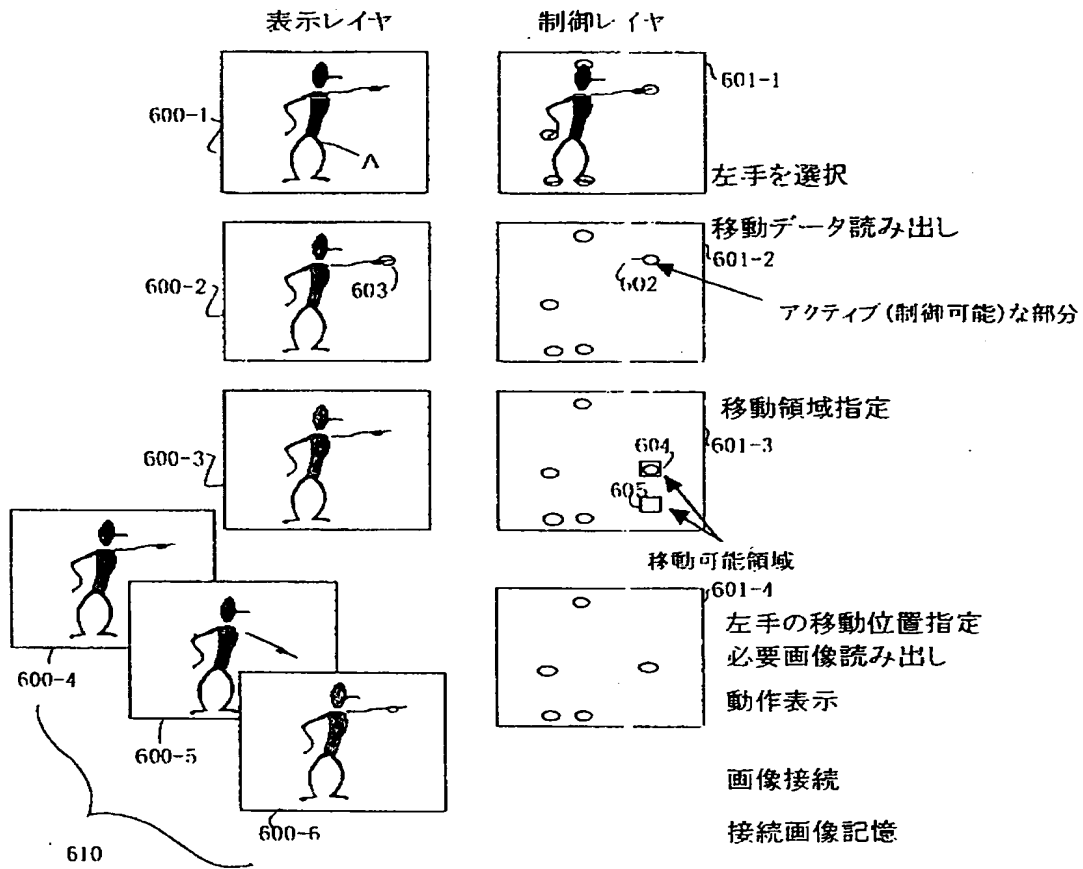 表示レイヤ
制御レイヤ
600-1
A
601-1
左手を選択
移動データ読み出し
600-2
603
602
601-2
アクティブ(制御可能)な部分
移動領域指定
600-3
604
605
601-3
移動可能領域
600-4
600-5
600-6
610
601-4
左手の移動位置指定
必要画像読み出し
動作表示
画像接続
接続画像記憶